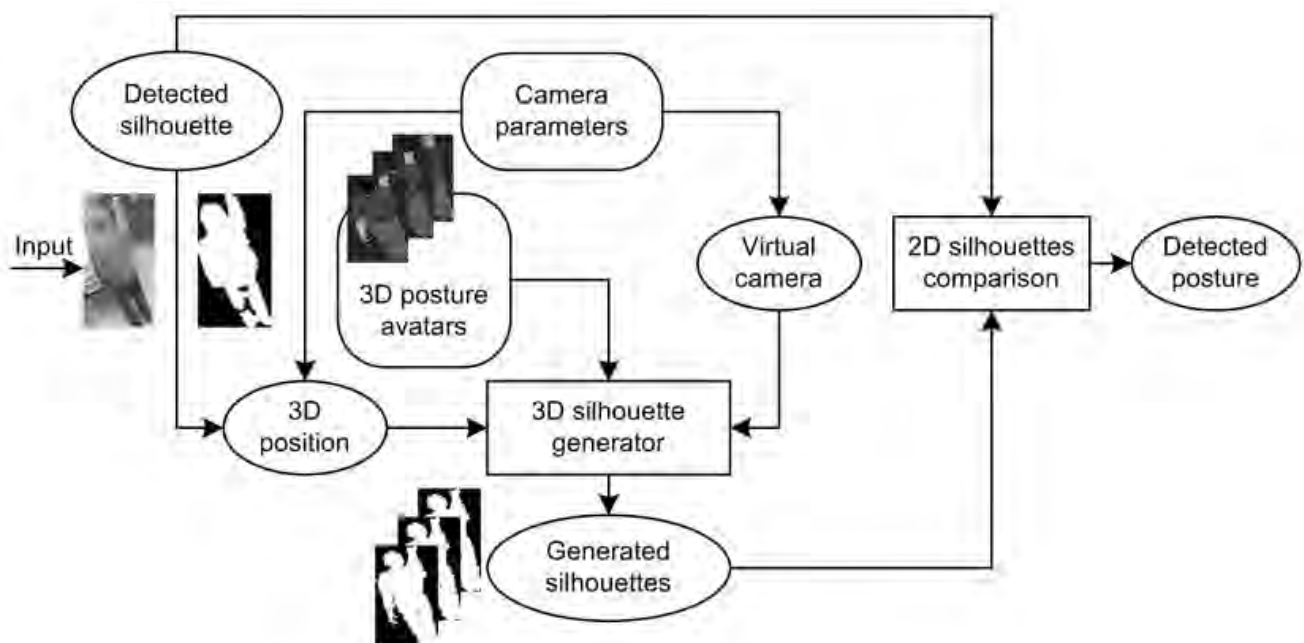 Detected
silhouette
Camera
parameters
Input
3D posture
avatars
Virtual
camera
2D silhouettes
comparison
Detected
posture
3D
position
3D silhouette
generator
Generated
silhouettes